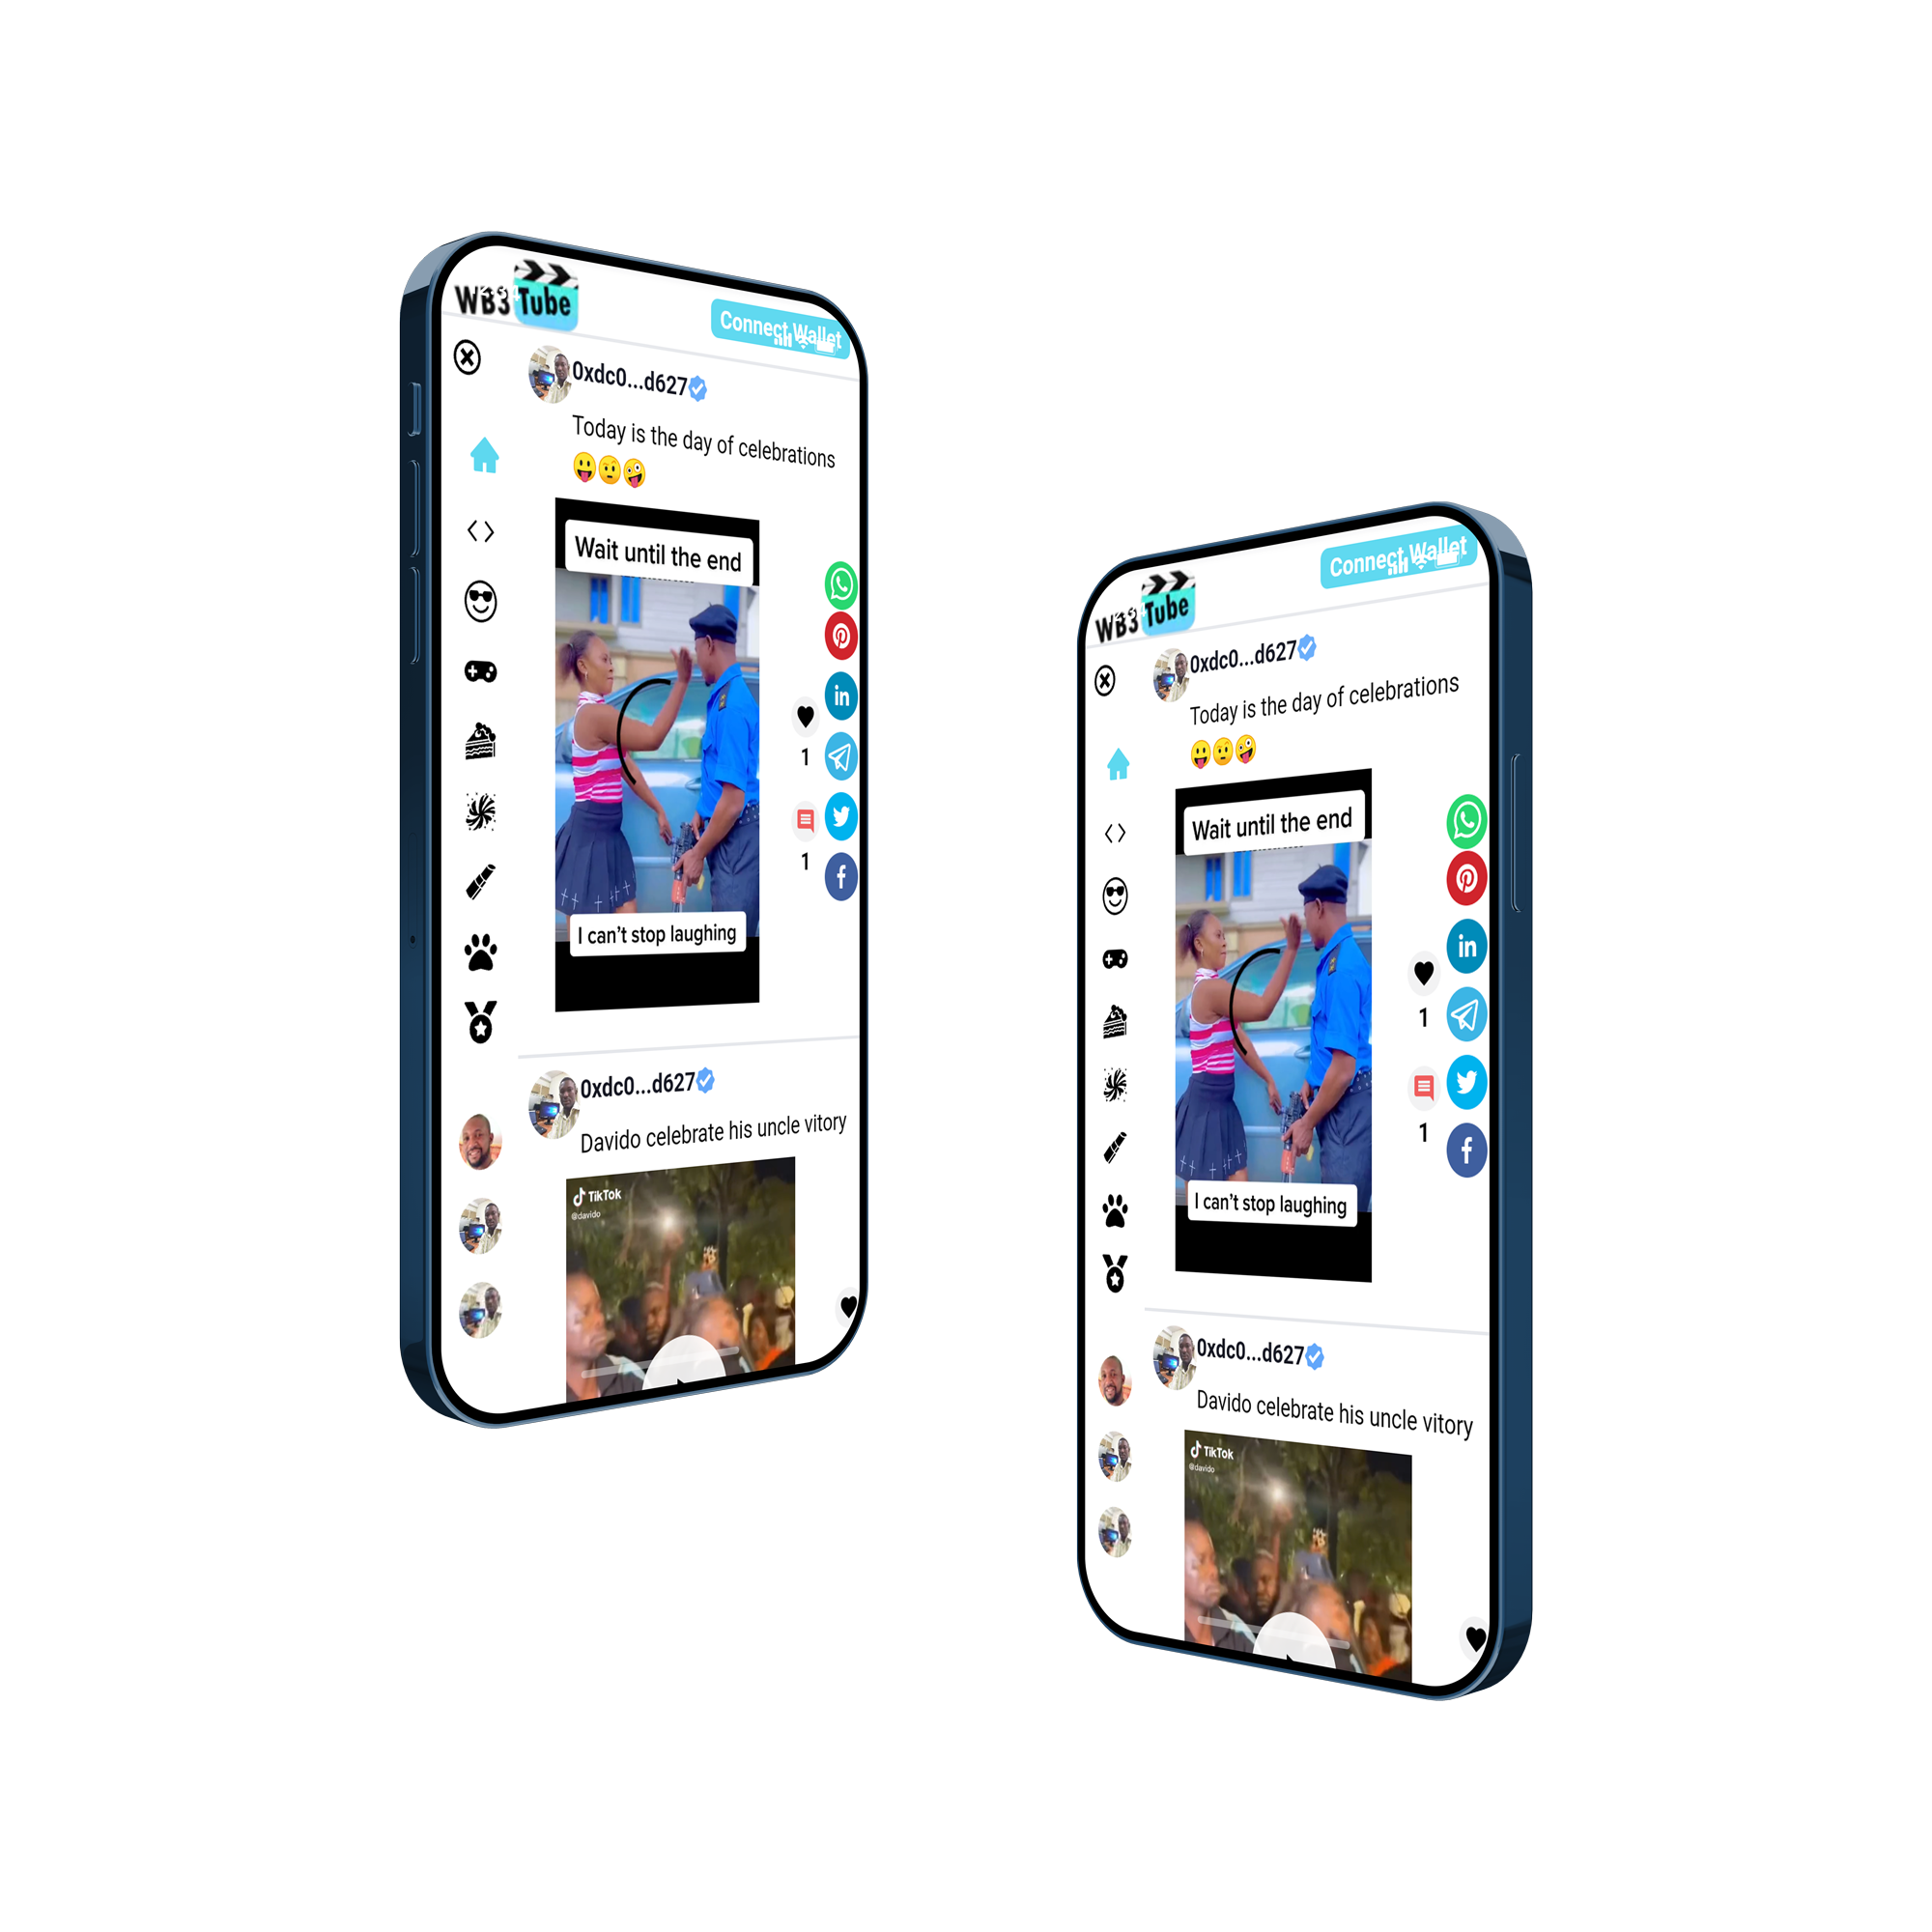 WB3 Tube
Connect Wallet
0xdc0...d627
Today is the day of celebrations
😛🤨🤪
Wait until the end
1
1
I can't stop laughing
0xdc0...d627
Davido celebrate his uncle vitory
TikTok
@davido
Connect Wallet
WB3 Tube
0xdc0...d627
Today is the day of celebrations
😛🤨🤪
Wait until the end
1
1
I can't stop laughing
0xdc0...d627
Davido celebrate his uncle vitory
TikTok
@davido